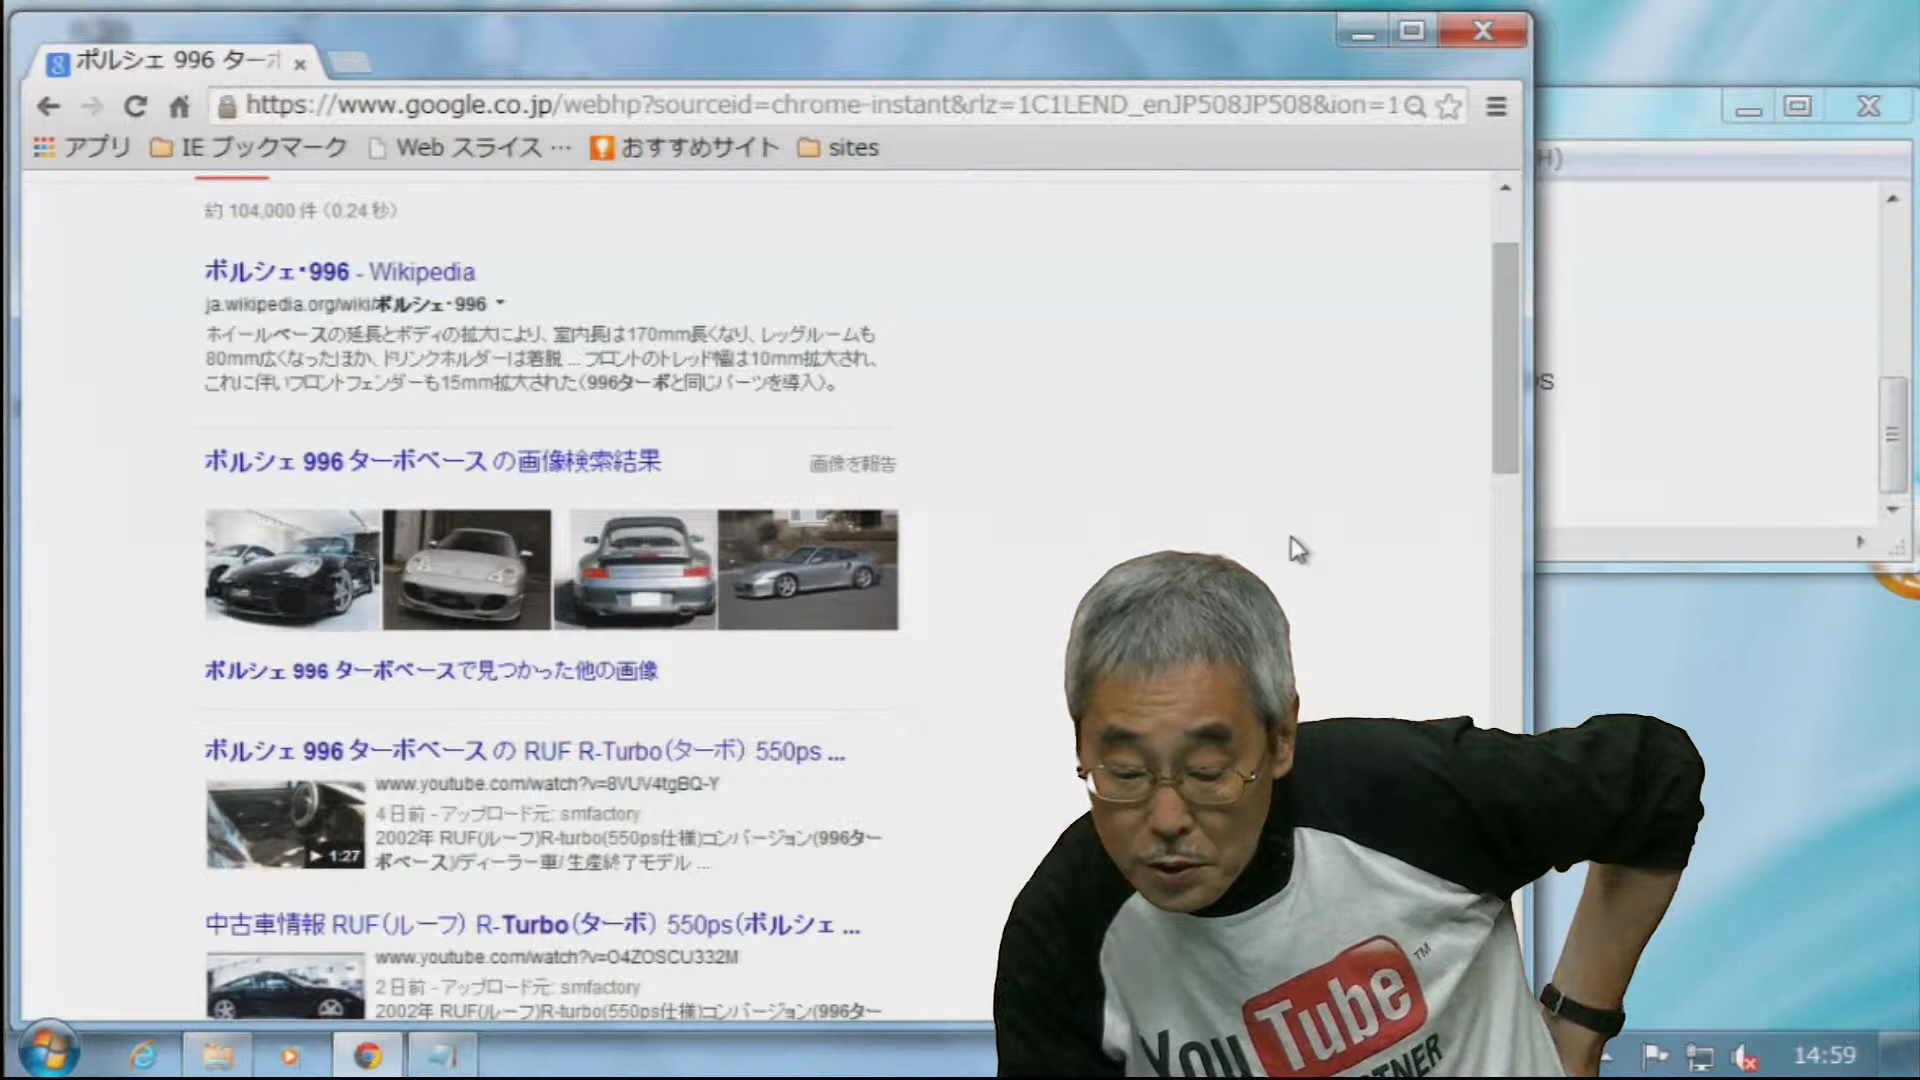 ポルシェ 996 ター
https://www.google.co.jp/webhp?sourceid=chrome-instant&rlz=1C1LEND_enJP508JP508&ion=1
アプリ IE ブックマーク Web スライス … おすすめサイト sites
約 104,000 件 (0.24 秒)
ポルシェ・996 - Wikipedia
ja.wikipedia.org/wiki/ポルシェ・996
ホイールベースの延長とボディの拡大により、室内長は170mm長くなり、レッグルームも
80mm広くなったほか、ドリンクホルダーは着脱 ... フロントのトレッド幅は10mm拡大され、
これに伴いフロントフェンダーも15mm拡大された(996ターボと同じパーツを導入)。
ポルシェ 996 ターボベース の画像検索結果
画像を報告
ポルシェ 996 ターボベースで見つかった他の画像
ポルシェ 996 ターボベース の RUF R-Turbo(ターボ) 550ps ...
www.youtube.com/watch?v=8VUV4tgBQ-Y
4 日前 - アップロード元: smfactory
2002年 RUF(ルーフ)R-turbo(550ps仕様)コンバージョン(996ター
ボベース)/ディーラー車/ 生産終了モデル ...
1:27
中古車情報 RUF(ルーフ) R-Turbo(ターボ) 550ps(ポルシェ ...
www.youtube.com/watch?v=O4ZOSCU332M
2 日前 - アップロード元: smfactory
2002年 RUF(ルーフ)R-turbo(550ps仕様)コンバージョン(996ター
H)
os
YouTube
TM
14:59